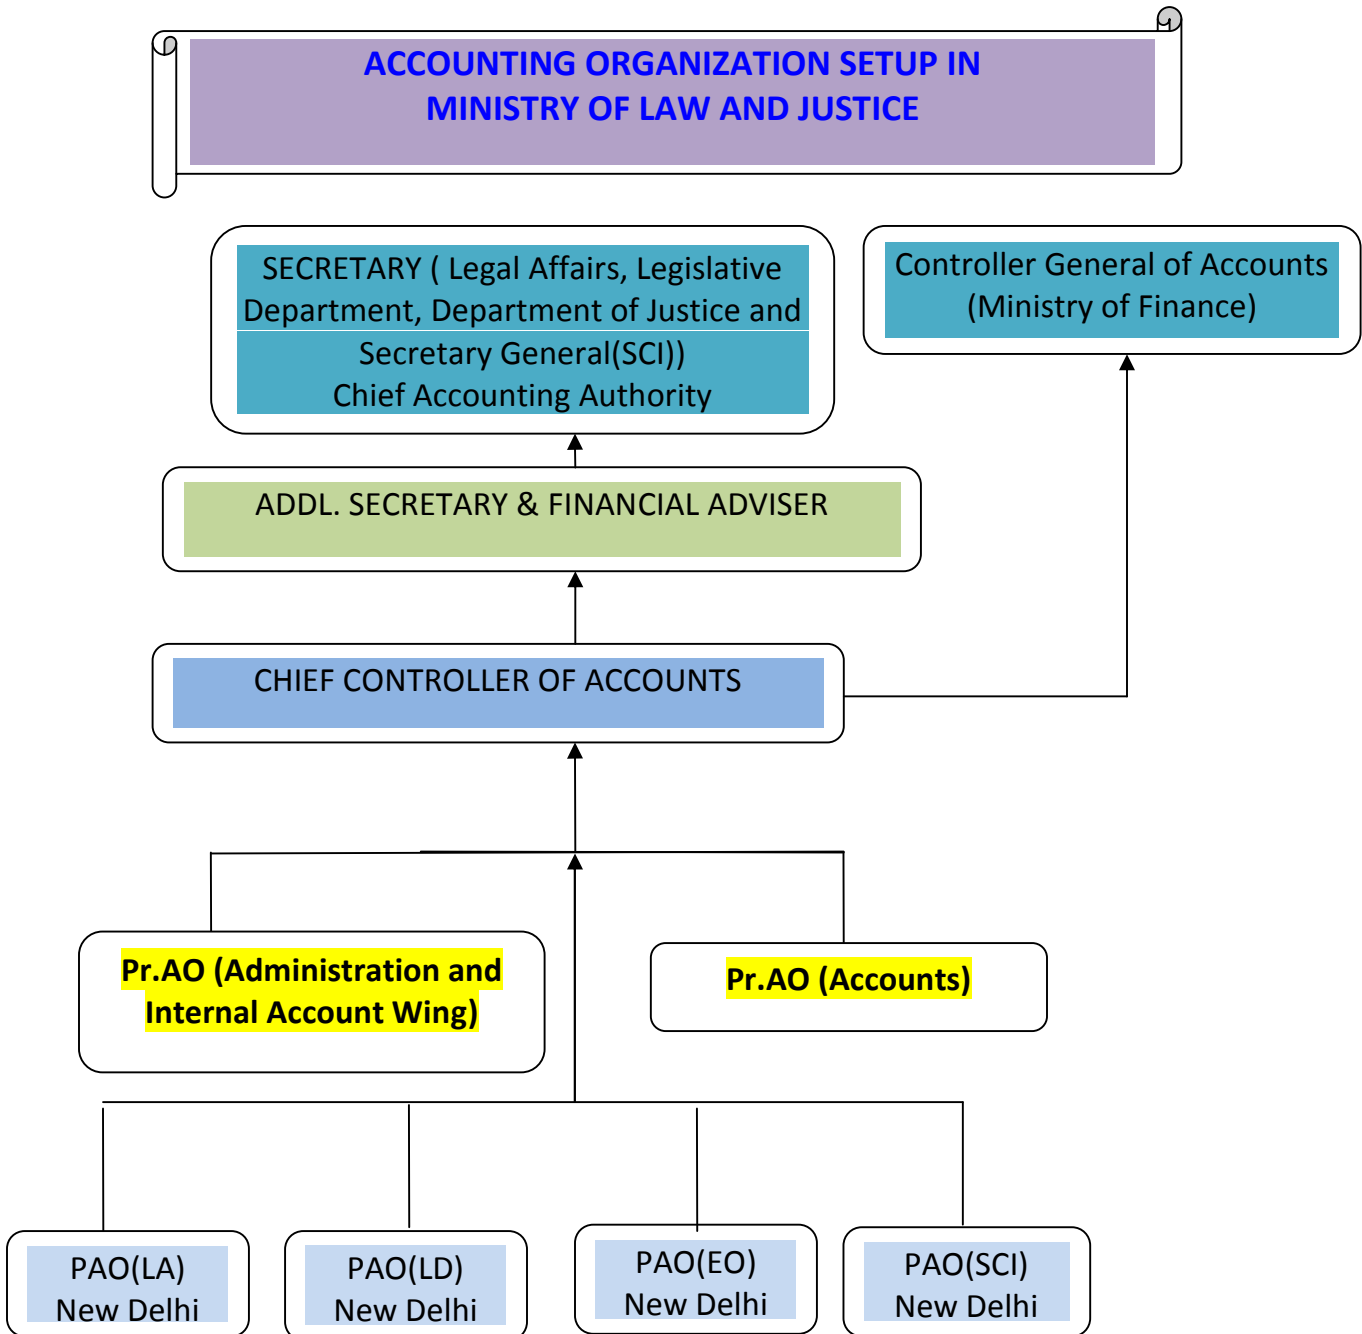 ACCOUNTING ORGANIZATION SETUP IN
MINISTRY OF LAW AND JUSTICE
SECRETARY ( Legal Affairs, Legislative
Department, Department of Justice and
Secretary General(SCI))
Chief Accounting Authority
Controller General of Accounts
(Ministry of Finance)
ADDL. SECRETARY & FINANCIAL ADVISER
CHIEF CONTROLLER OF ACCOUNTS
Pr.AO (Administration and
Internal Account Wing)
Pr.AO (Accounts)
PAO(LA)
New Delhi
PAO(LD)
New Delhi
PAO(EO)
New Delhi
PAO(SCI)
New Delhi